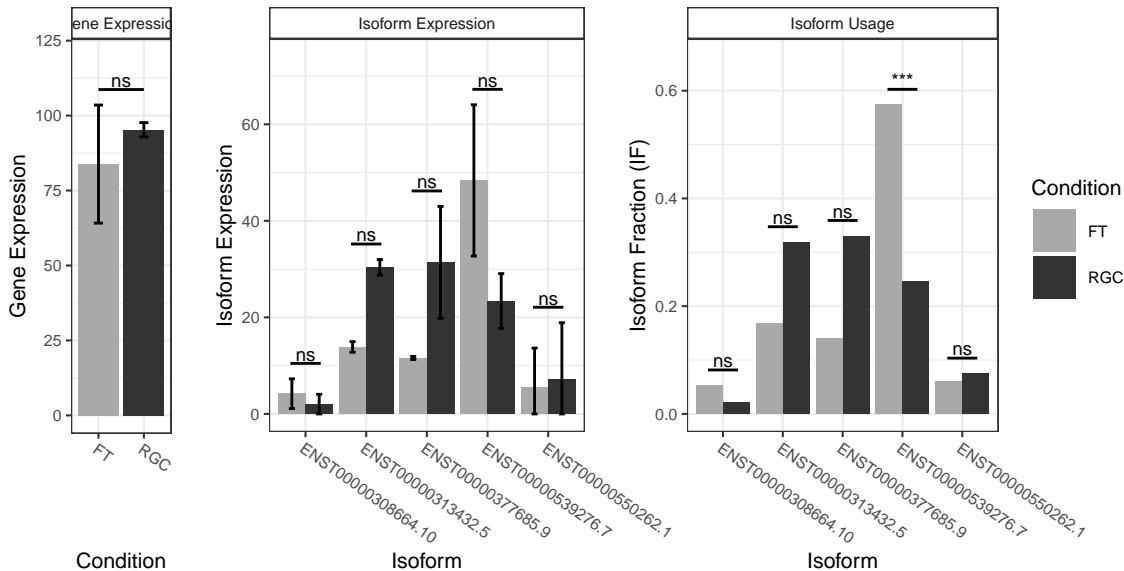 ene Expressio
Gene Expression
125
100
75
50
25
0
ns
FT
RGC
Condition
Isoform Expression
Isoform Expression
60
40
20
0
ns
ns
ns
ns
ns
ENST00000308664.10
ENST00000313432.5
ENST00000377685.9
ENST00000539276.7
ENST00000550262.1
Isoform
Isoform Usage
Isoform Fraction (IF)
0.6
0.4
0.2
0.0
ns
ns
ns
***
ns
ENST00000308664.10
ENST00000313432.5
ENST00000377685.9
ENST00000539276.7
ENST00000550262.1
Isoform
Condition
FT
RGC